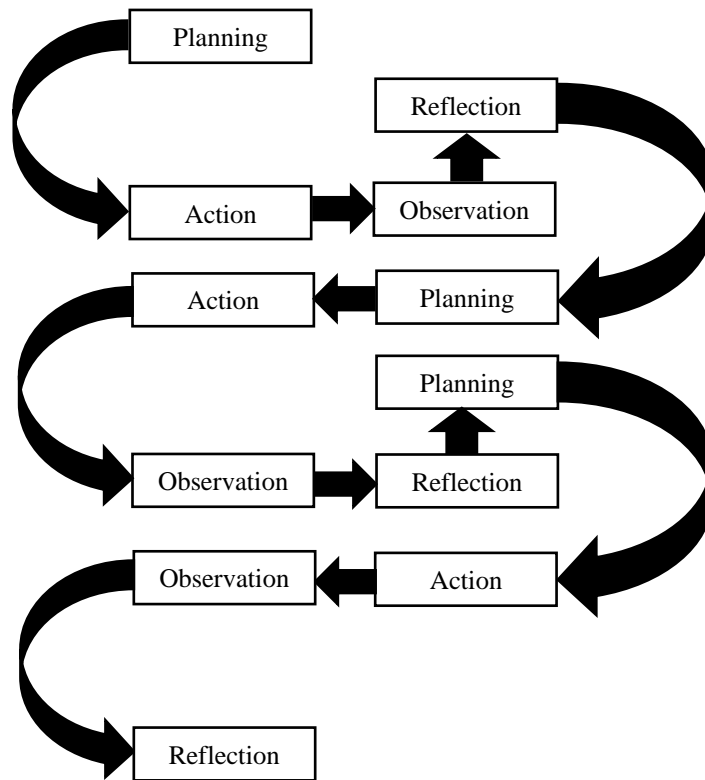 Planning
Reflection
Action
Observation
Action
Planning
Planning
Observation
Reflection
Observation
Action
Reflection